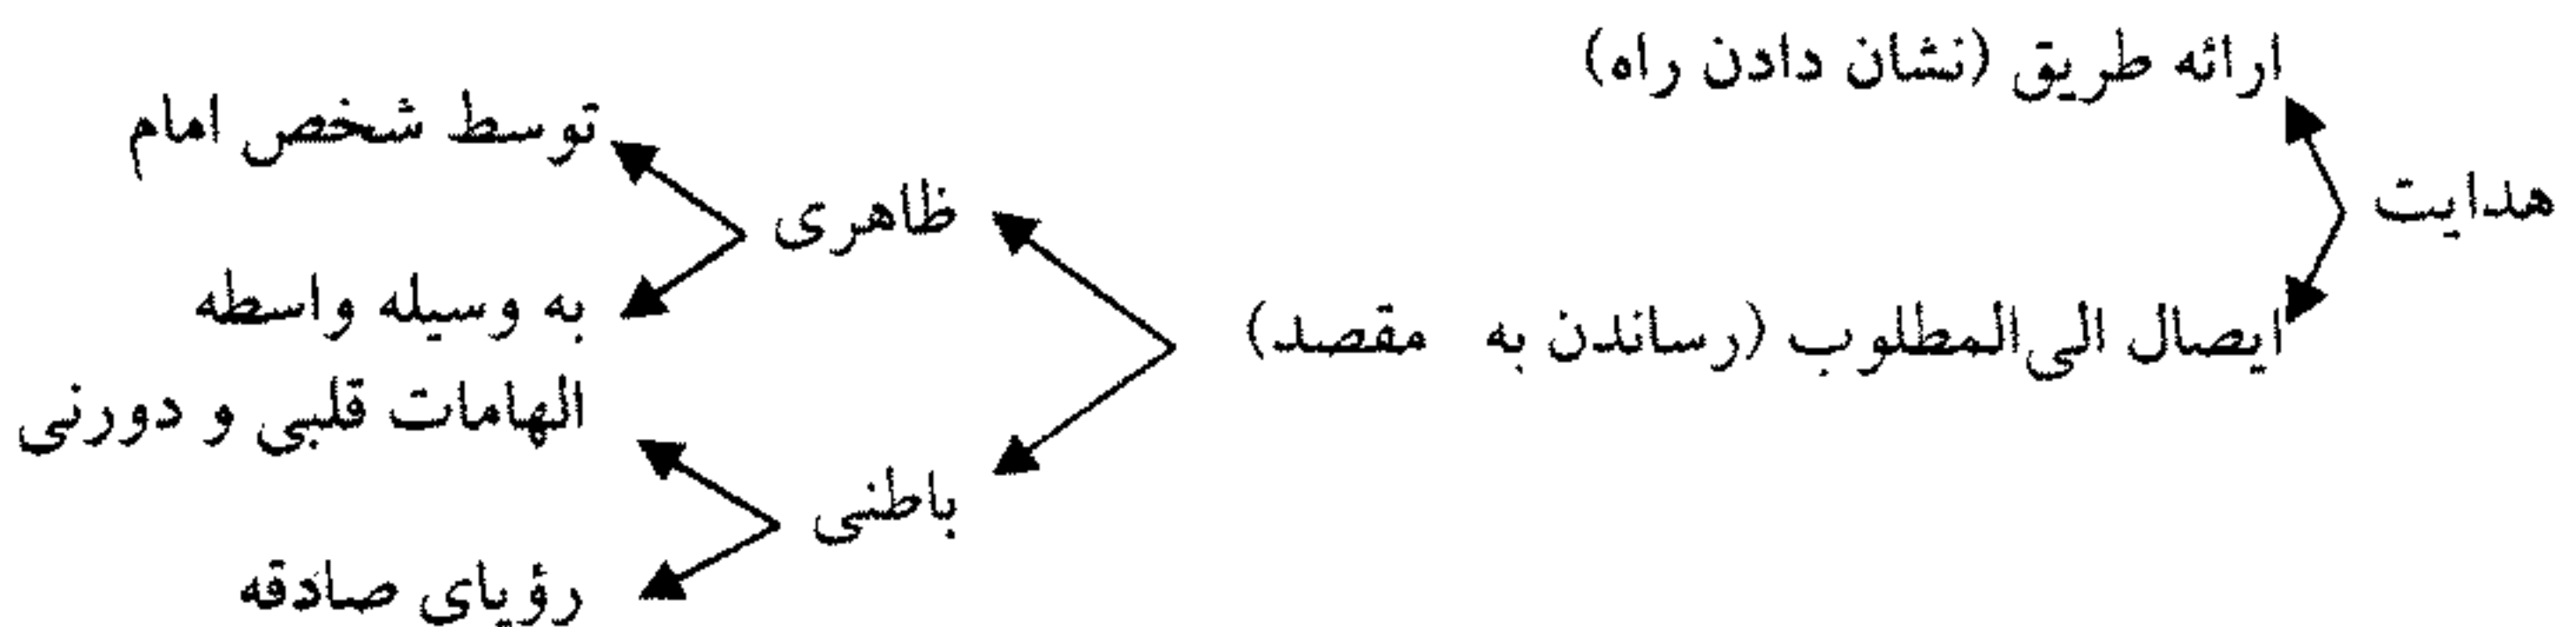 هدایت
ارائه طریق (نشان دادن راه)
ایصال الی‌المطلوب (رساندن به مقصد)
ظاهری
توسط شخص امام
به وسیله واسطه
باطنی
الهامات قلبی و دورنی
رؤیای صادقه